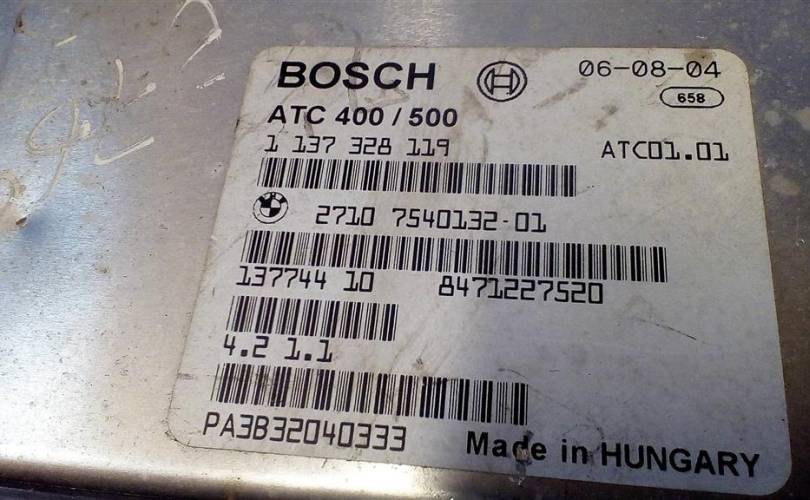 BOSCH 06-08-04
658
ATC 400 / 500
1 137 328 119 ATC01.01
2710 7540132-01
137744 10 8471227520
4.2 1.1
PA3B32040333 Made in HUNGARY